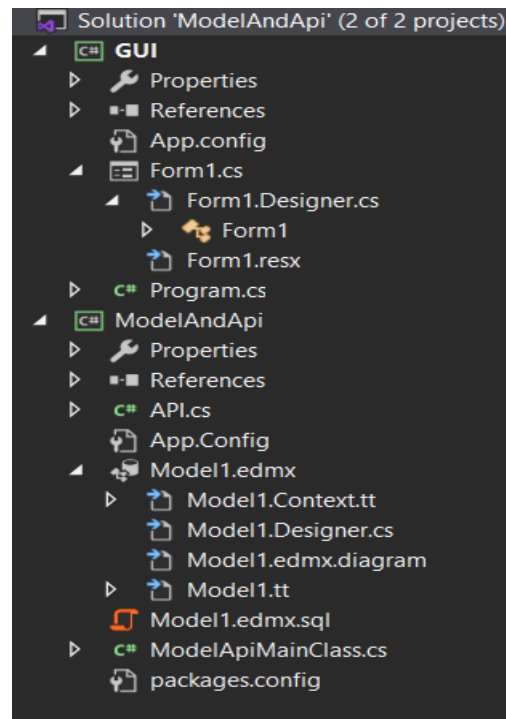 Solution 'ModelAndApi' (2 of 2 projects)
C# GUI
Properties
References
App.config
Form1.cs
Form1.Designer.cs
Form1
Form1.resx
C# Program.cs
C# ModelAndApi
Properties
References
C# API.cs
App.Config
Model1.edmx
Model1.Context.tt
Model1.Designer.cs
Model1.edmx.diagram
Model1.tt
Model1.edmx.sql
C# ModelApiMainClass.cs
packages.config